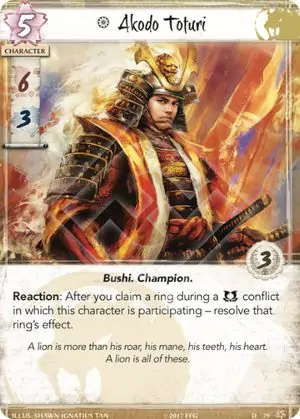 5
Akodo Toturi
CHARACTER
6
3
3
Bushi. Champion.
Reaction: After you claim a ring during a conflict
in which this character is participating – resolve that
ring's effect.
A lion is more than his roar, his mane, his teeth, his heart.
A lion is all of these.
ILLUS: SHAWN IGNATIUS TAN
© 2017 FFG
79